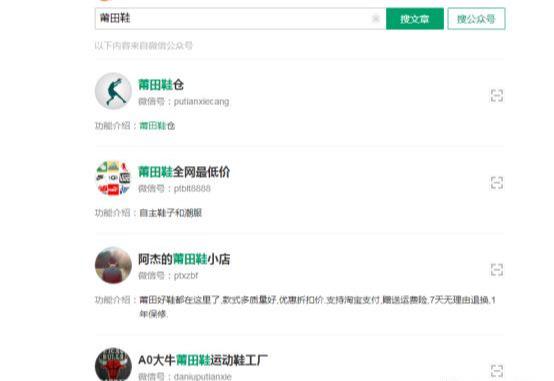 莆田鞋
搜文章
搜公众号
以下内容来自微信公众号
莆田鞋仓
微信号：putianxiecang
功能介绍：莆田鞋仓
莆田鞋全网最低价
微信号：ptbtt8888
功能介绍：自主鞋子和潮服
阿杰的莆田鞋小店
微信号：ptxzbf
功能介绍：莆田好鞋都在这里了,款式多质量好,优惠折扣价.支持淘宝支付,赠送运费险,7天无理由退换,1
年保修.
A0大牛莆田鞋运动鞋工厂
微信号：daniuputianxie